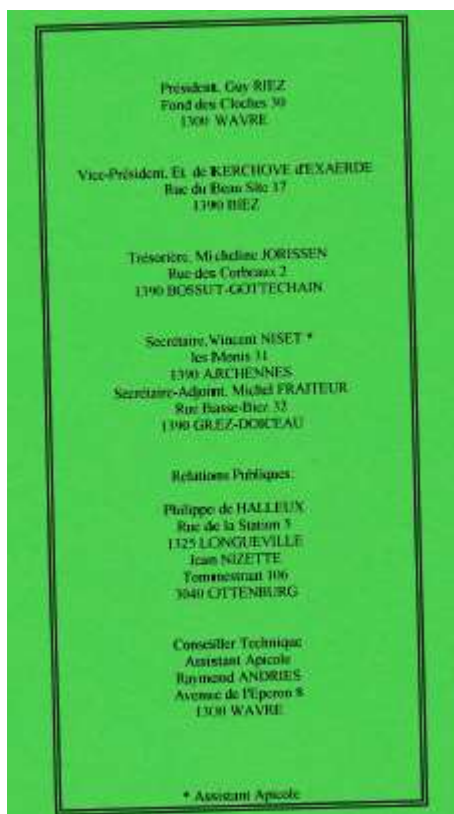 Président, Guy RIEZ
Fond des Cloches 30
1300 WAVRE
Vice-Président, Et. de KERCHOVE d'EXAERDE
Rue du Beau Site 17
1390 BIEZ
Trésorière, Micheline JORISSEN
Rue des Corbeaux 2
1390 BOSSUT-GOTTECHAIN
Secrétaire, Vincent NISET *
les Monts 31
1390 ARCHENNES
Secrétaire-Adjoint, Michel FRAITEUR
Rue Basse-Biez 32
1390 GREZ-DOICEAU
Relations Publiques:
Philippe de HALLEUX
Rue de la Station 5
1325 LONGUEVILLE
Jean NIZETTE
Tommestraat 106
3040 OTTENBURG
Conseiller Technique
Assistant Apicole
Raymond ANDRIES
Avenue de l'Eperon 8
1300 WAVRE
* Assistant Apicole